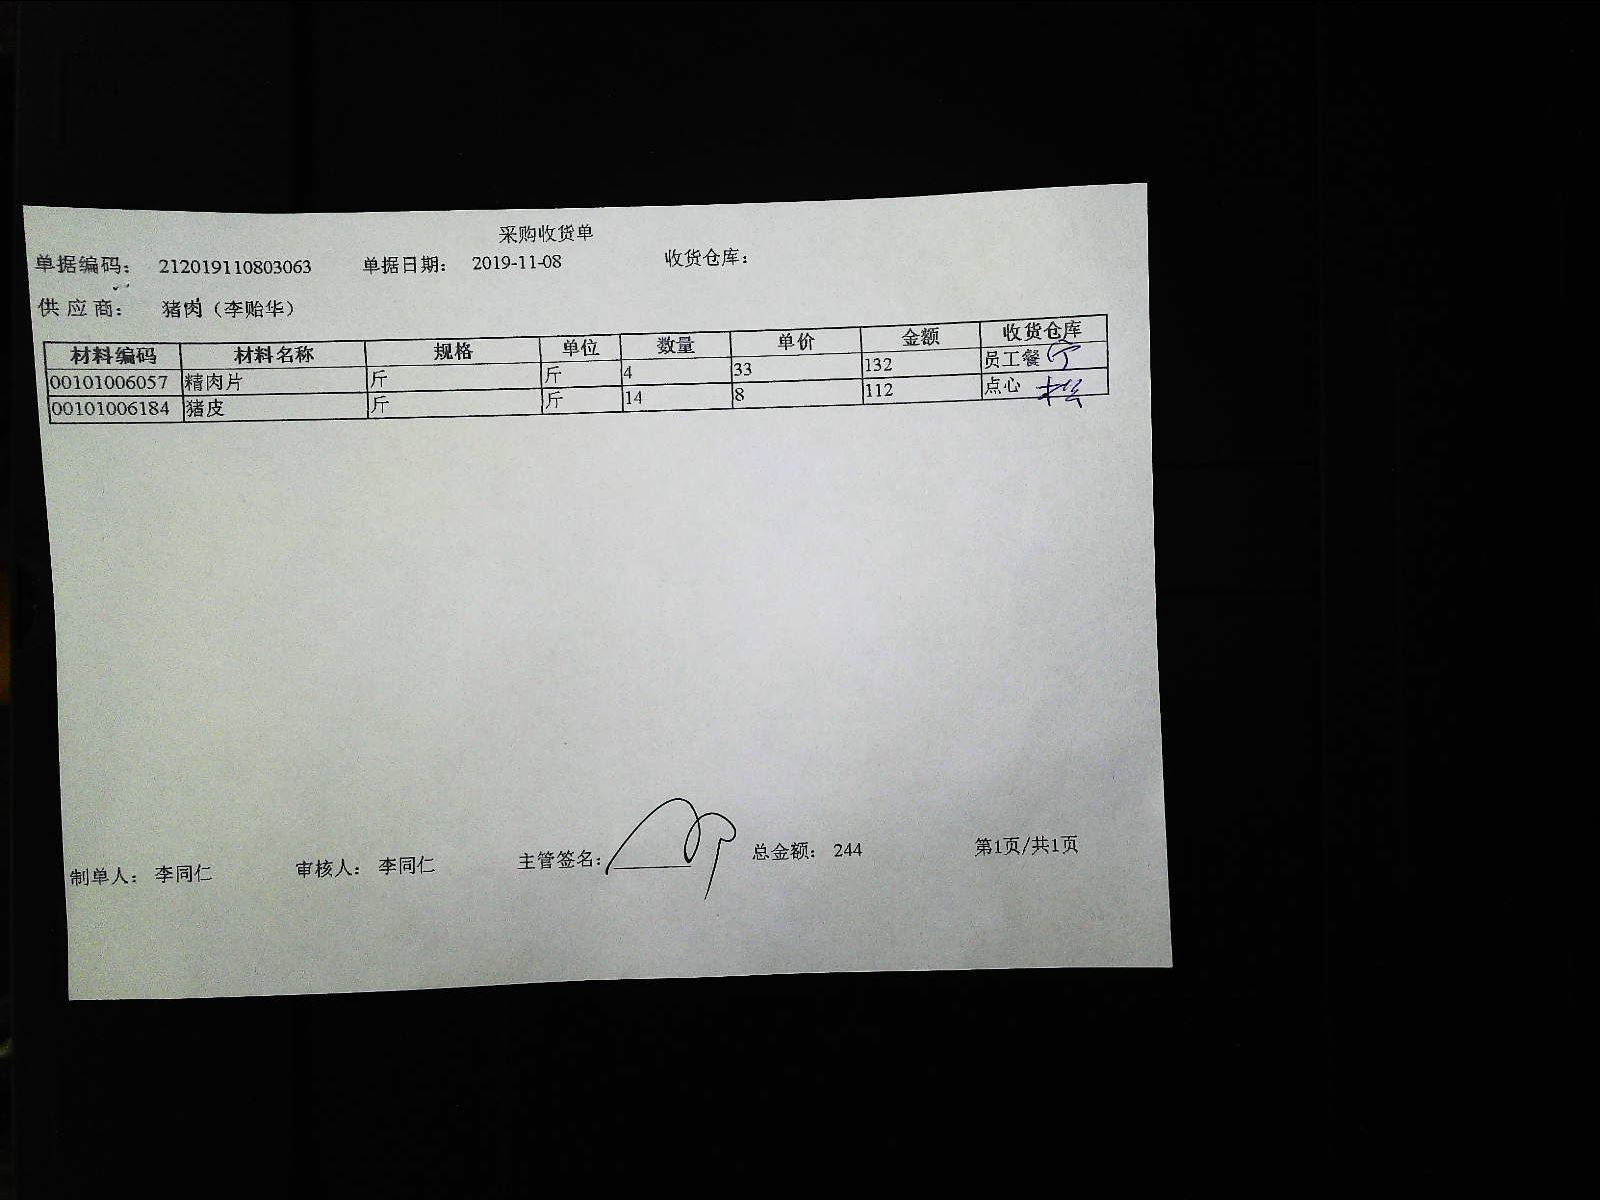 采购收货单
单据编码： 212019110803063 单据日期： 2019-11-08 收货仓库：
供 应 商： 猪肉（李贻华）
材料编码 材料名称 规格 单位 数量 单价 金额 收货仓库
00101006057 精肉片 斤 斤 4 33 132 员工餐
00101006184 猪皮 斤 斤 14 8 112 点心
制单人： 李同仁 审核人： 李同仁 主管签名： 总金额： 244 第1页/共1页